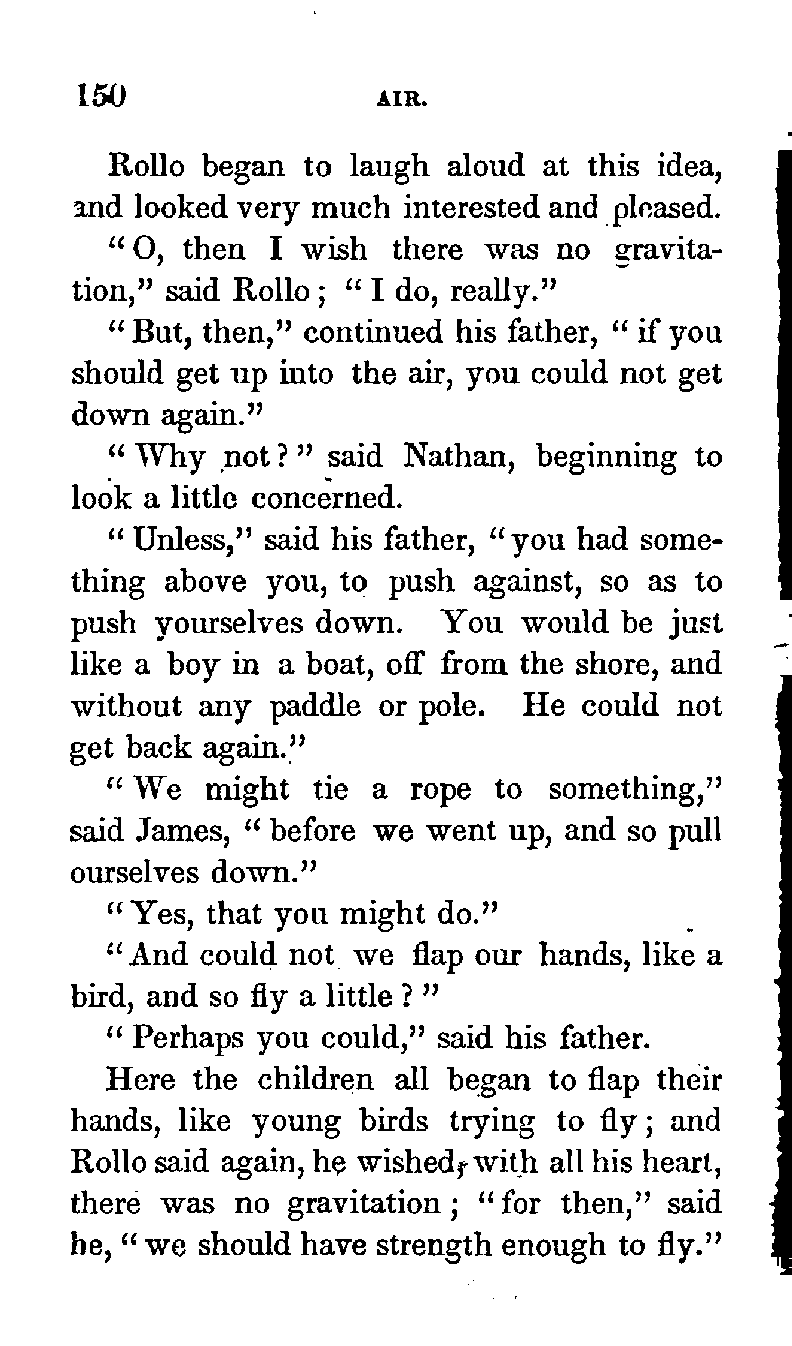 150 AIR.
Rollo began to laugh aloud at this idea,
and looked very much interested and pleased.
“O, then I wish there was no gravita-
tion,” said Rollo; “I do, really.”
“But, then,” continued his father, “if you
should get up into the air, you could not get
down again.”
“Why not?” said Nathan, beginning to
look a little concerned.
“Unless,” said his father, “you had some-
thing above you, to push against, so as to
push yourselves down. You would be just
like a boy in a boat, off from the shore, and
without any paddle or pole. He could not
get back again.”
“We might tie a rope to something,”
said James, “before we went up, and so pull
ourselves down.”
“Yes, that you might do.”
“And could not we flap our hands, like a
bird, and so fly a little?”
“Perhaps you could,” said his father.
Here the children all began to flap their
hands, like young birds trying to fly; and
Rollo said again, he wished, with all his heart,
there was no gravitation; “for then,” said
he, “we should have strength enough to fly.”